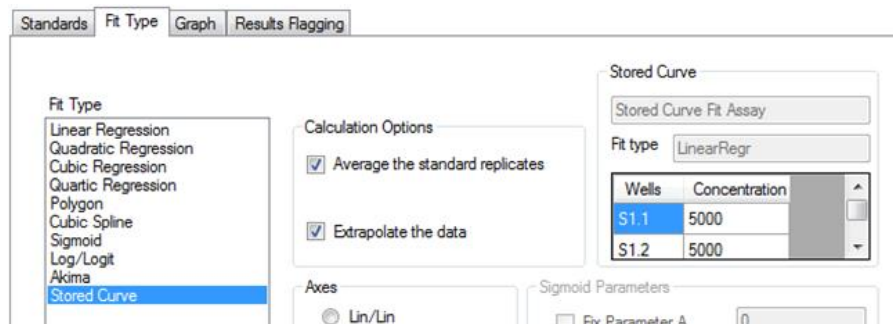 Standards Fit Type Graph Results Flagging
Stored Curve
Stored Curve Fit Assay
Fit type LinearRegr
Wells Concentration
S1.1 5000
S1.2 5000
Fit Type
Linear Regression
Quadratic Regression
Cubic Regression
Quartic Regression
Polygon
Cubic Spline
Sigmoid
Log/Logit
Akima
Stored Curve
Calculation Options
Average the standard replicates
Extrapolate the data
Axes
Lin/Lin
Sigmoid Parameters
Fix Parameter A 0